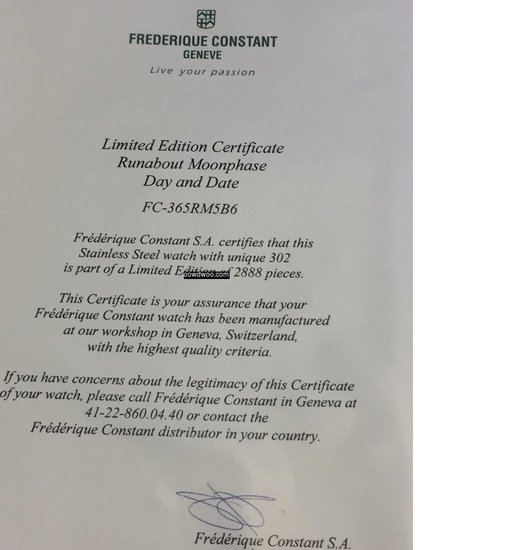 FREDERIQUE CONSTANT
GENEVE
Live your passion
Limited Edition Certificate
Runabout Moonphase
Day and Date
FC-365RM5B6
Frédérique Constant S.A. certifies that this
Stainless Steel watch with unique 302
is part of a Limited Edition of 2888 pieces.
powdwoo.com
This Certificate is your assurance that your
Frédérique Constant watch has been manufactured
at our workshop in Geneva, Switzerland,
with the highest quality criteria.
If you have concerns about the legitimacy of this Certificate
of your watch, please call Frédérique Constant in Geneva at
41-22-860.04.40 or contact the
Frédérique Constant distributor in your country.
Frédérique Constant S.A.